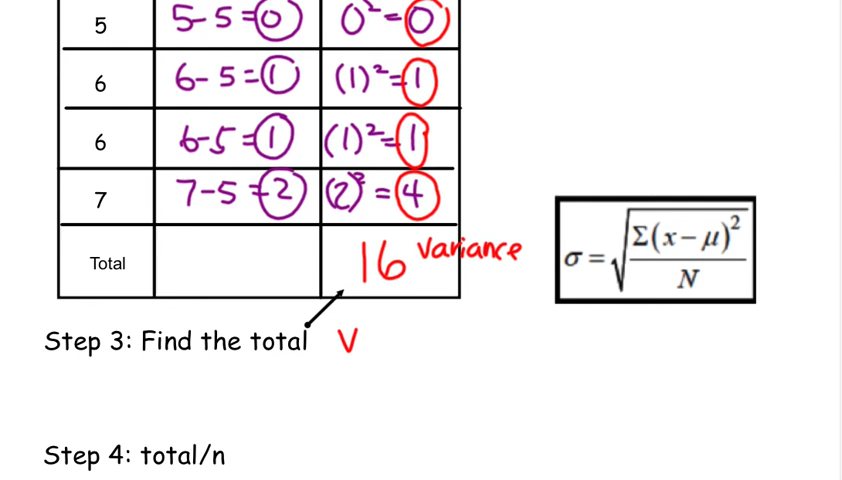 5 5-5=0 0²=0
6 6-5=1 (1)²=1
6 6-5=1 (1)²=1
7 7-5=2 (2)²=4
Total 16 variance
σ = √(Σ(x-μ)²/N)
Step 3: Find the total V
Step 4: total/n